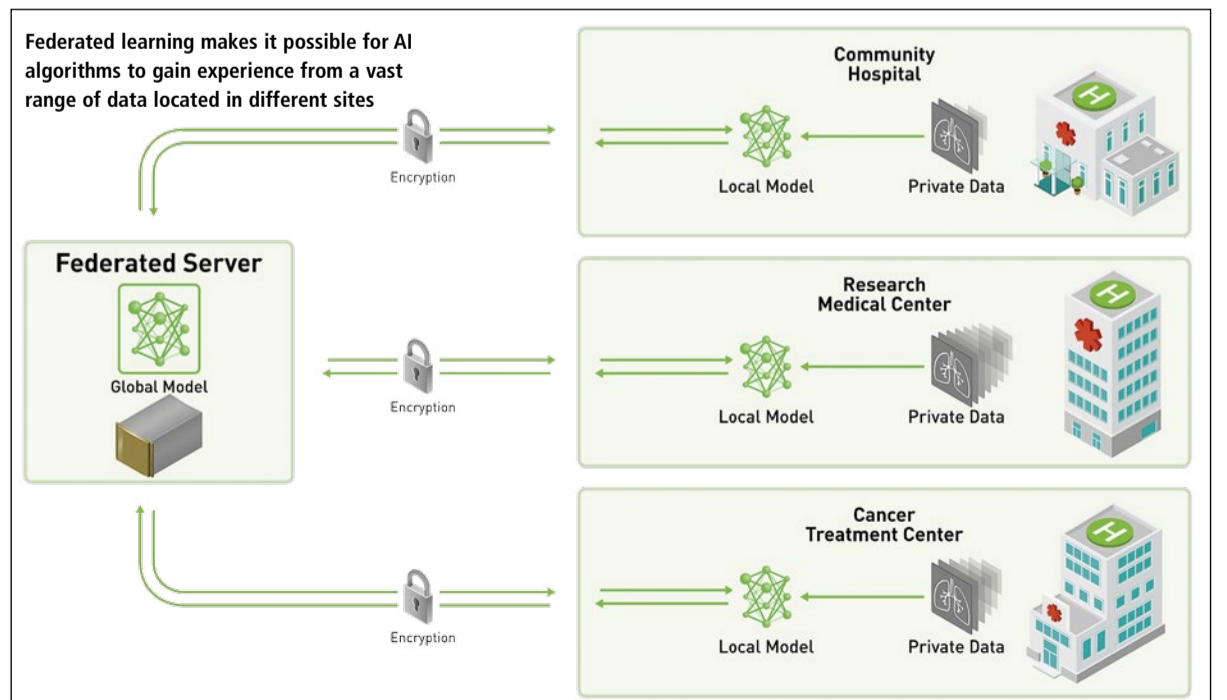 Federated learning makes it possible for AI
algorithms to gain experience from a vast
range of data located in different sites
Encryption
Community
Hospital
Local Model
Private Data
H
Federated Server
Global Model
Encryption
Research
Medical Center
Local Model
Private Data
H
Encryption
Cancer
Treatment Center
Local Model
Private Data
H